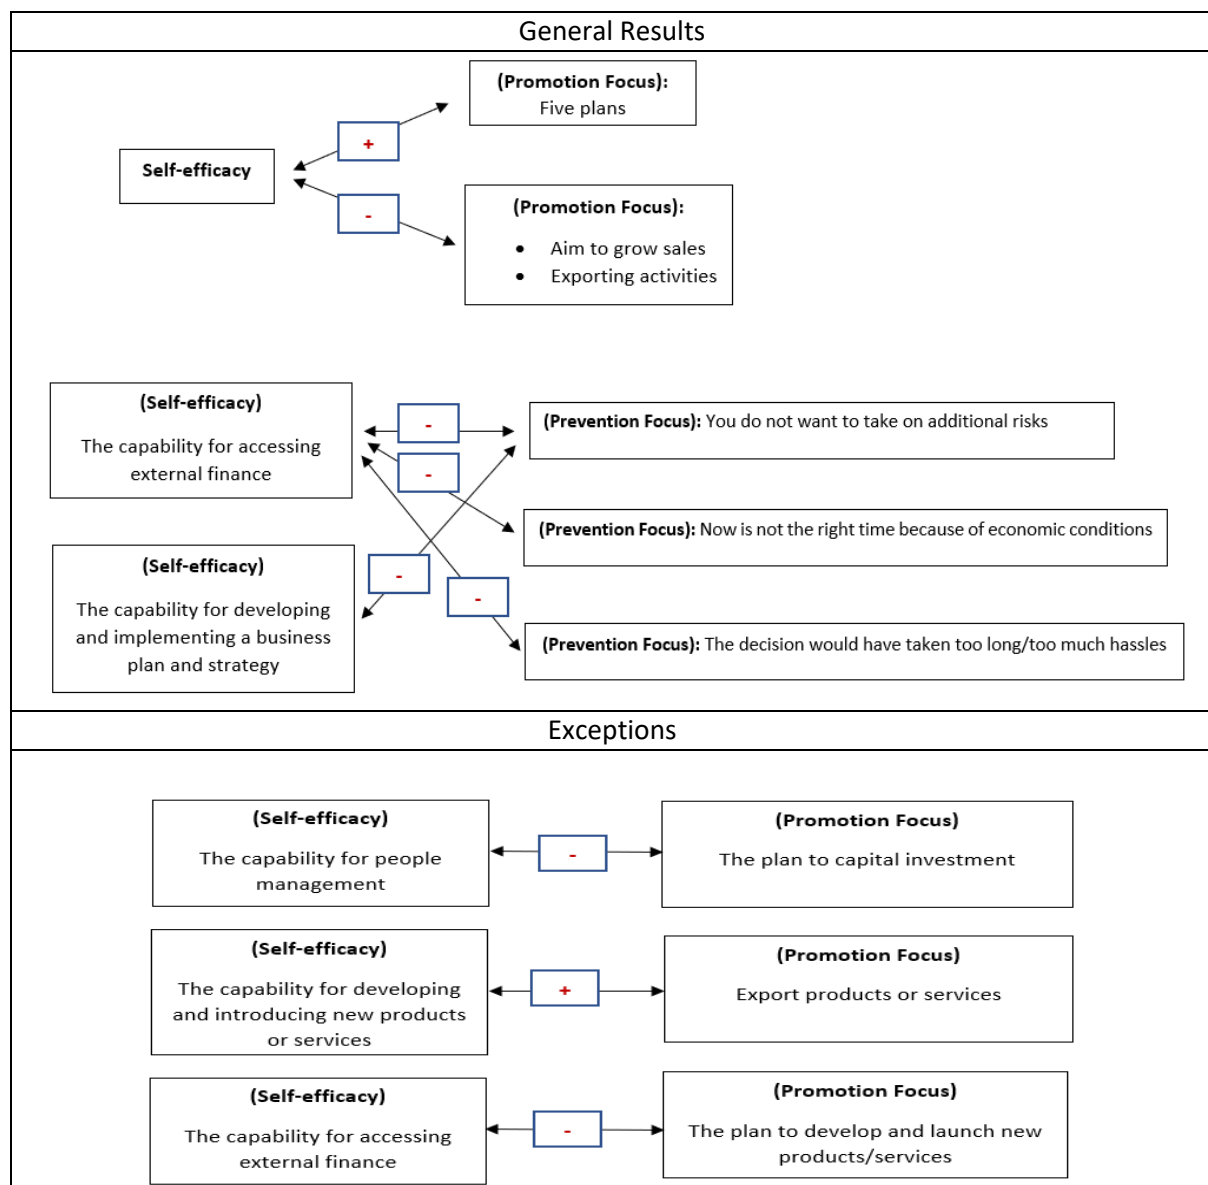 General Results
(Promotion Focus):
Five plans
+
Self-efficacy
-
(Promotion Focus):
• Aim to grow sales
• Exporting activities
(Self-efficacy)
The capability for accessing
external finance
-
(Prevention Focus): You do not want to take on additional risks
-
(Prevention Focus): Now is not the right time because of economic conditions
(Self-efficacy)
The capability for developing
and implementing a business
plan and strategy
-
-
(Prevention Focus): The decision would have taken too long/too much hassles
Exceptions
(Self-efficacy)
The capability for people
management
-
(Promotion Focus)
The plan to capital investment
(Self-efficacy)
The capability for developing
and introducing new products
or services
+
(Promotion Focus)
Export products or services
(Self-efficacy)
The capability for accessing
external finance
-
(Promotion Focus)
The plan to develop and launch new
products/services